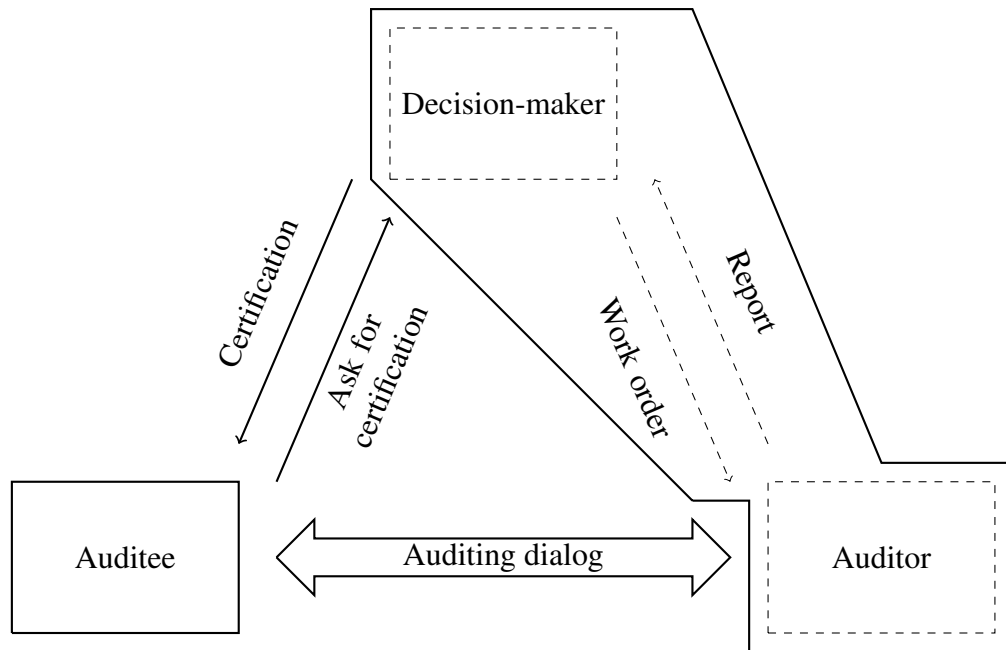 Decision-maker
Certification
Ask for
certification
Work order
Report
Auditee
Auditing dialog
Auditor